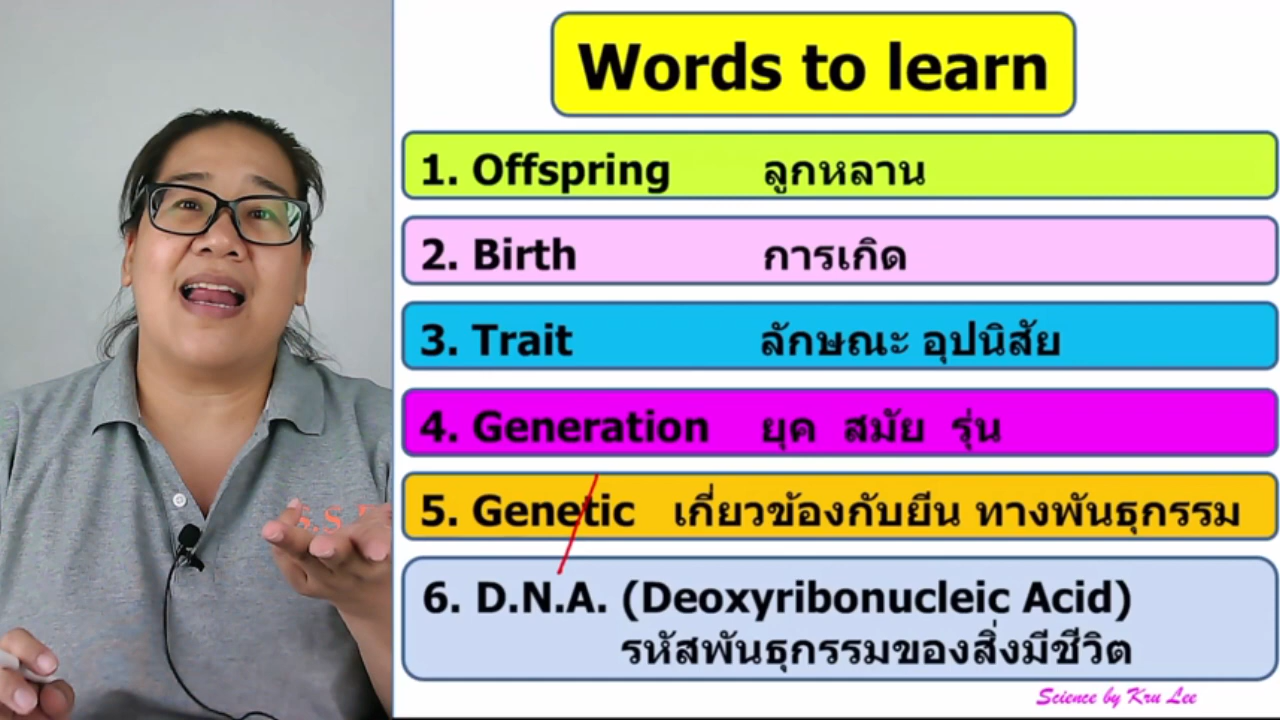 Words to learn
1. Offspring ลูกหลาน
2. Birth การเกิด
3. Trait ลักษณะ อุปนิสัย
4. Generation ยุค สมัย รุ่น
5. Genetic เกี่ยวข้องกับยีน ทางพันธุกรรม
6. D.N.A. (Deoxyribonucleic Acid)
รหัสพันธุกรรมของสิ่งมีชีวิต
Science by Kru Lee